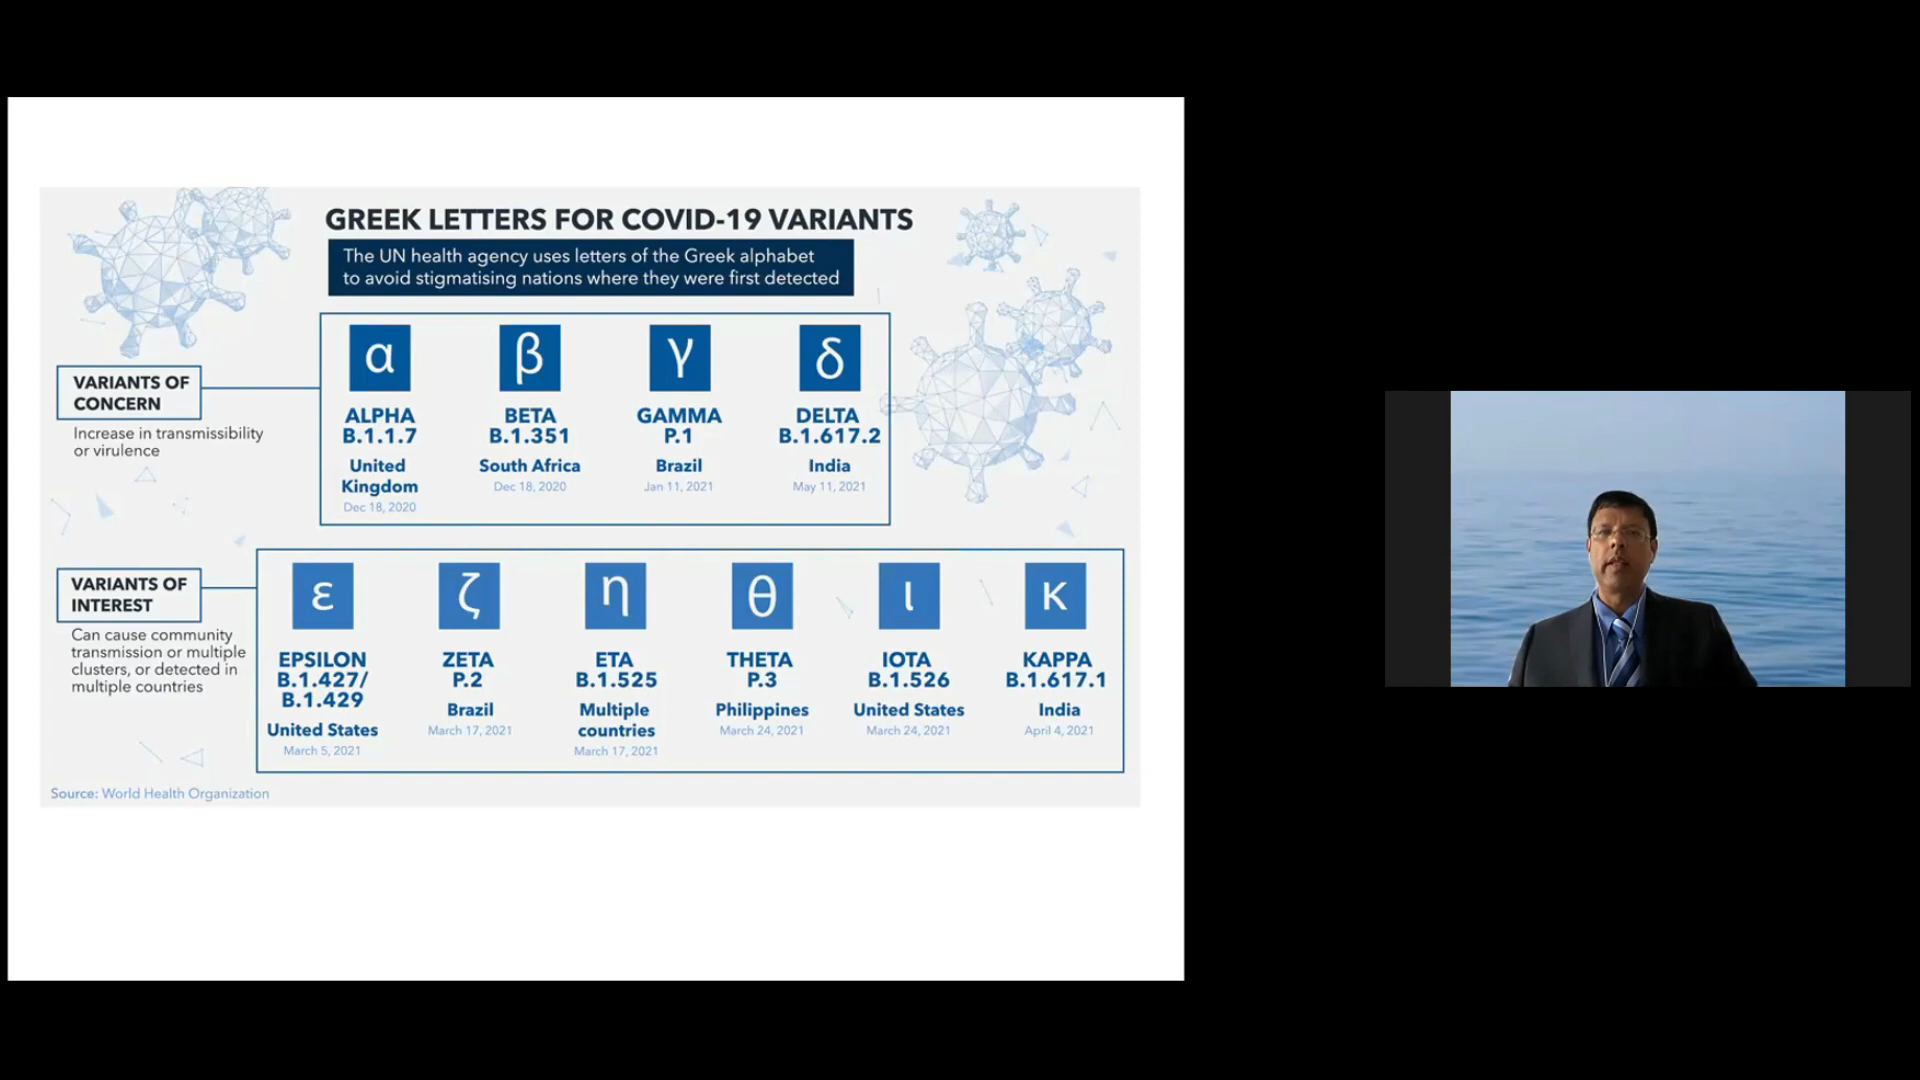 GREEK LETTERS FOR COVID-19 VARIANTS
The UN health agency uses letters of the Greek alphabet
to avoid stigmatising nations where they were first detected
VARIANTS OF
CONCERN
Increase in transmissibility
or virulence
α
ALPHA
B.1.1.7
United
Kingdom
Dec 18, 2020
β
BETA
B.1.351
South Africa
Dec 18, 2020
γ
GAMMA
P.1
Brazil
Jan 11, 2021
δ
DELTA
B.1.617.2
India
May 11, 2021
VARIANTS OF
INTEREST
Can cause community
transmission or multiple
clusters, or detected in
multiple countries
ε
EPSILON
B.1.427/
B.1.429
United States
March 5, 2021
ζ
ZETA
P.2
Brazil
March 17, 2021
η
ETA
B.1.525
Multiple
countries
March 17, 2021
θ
THETA
P.3
Philippines
March 24, 2021
ι
IOTA
B.1.526
United States
March 24, 2021
κ
KAPPA
B.1.617.1
India
April 4, 2021
Source: World Health Organization